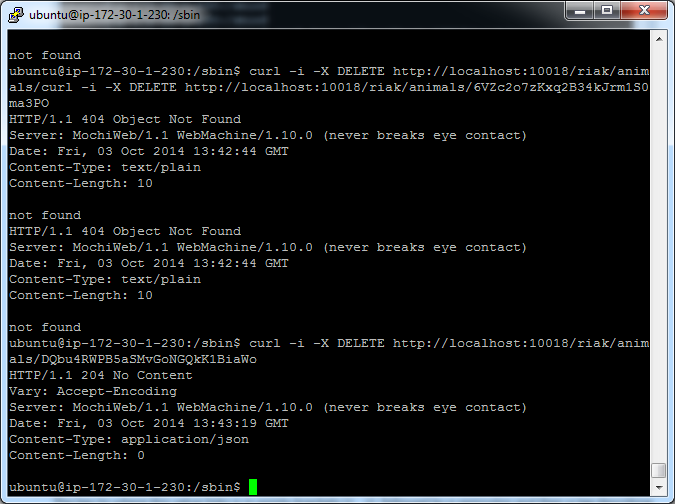 ubuntu@ip-172-30-1-230: /sbin
not found
ubuntu@ip-172-30-1-230:/sbin$ curl -i -X DELETE http://localhost:10018/riak/anim
als/curl -i -X DELETE http://localhost:10018/riak/animals/6VZc2o7zKxq2B34kJrm1S0
ma3PO
HTTP/1.1 404 Object Not Found
Server: MochiWeb/1.1 WebMachine/1.10.0 (never breaks eye contact)
Date: Fri, 03 Oct 2014 13:42:44 GMT
Content-Type: text/plain
Content-Length: 10
not found
HTTP/1.1 404 Object Not Found
Server: MochiWeb/1.1 WebMachine/1.10.0 (never breaks eye contact)
Date: Fri, 03 Oct 2014 13:42:44 GMT
Content-Type: text/plain
Content-Length: 10
not found
ubuntu@ip-172-30-1-230:/sbin$ curl -i -X DELETE http://localhost:10018/riak/anim
als/DQbu4RWPB5aSMvGoNGQkK1BiaWo
HTTP/1.1 204 No Content
Vary: Accept-Encoding
Server: MochiWeb/1.1 WebMachine/1.10.0 (never breaks eye contact)
Date: Fri, 03 Oct 2014 13:43:19 GMT
Content-Type: application/json
Content-Length: 0
ubuntu@ip-172-30-1-230:/sbin$